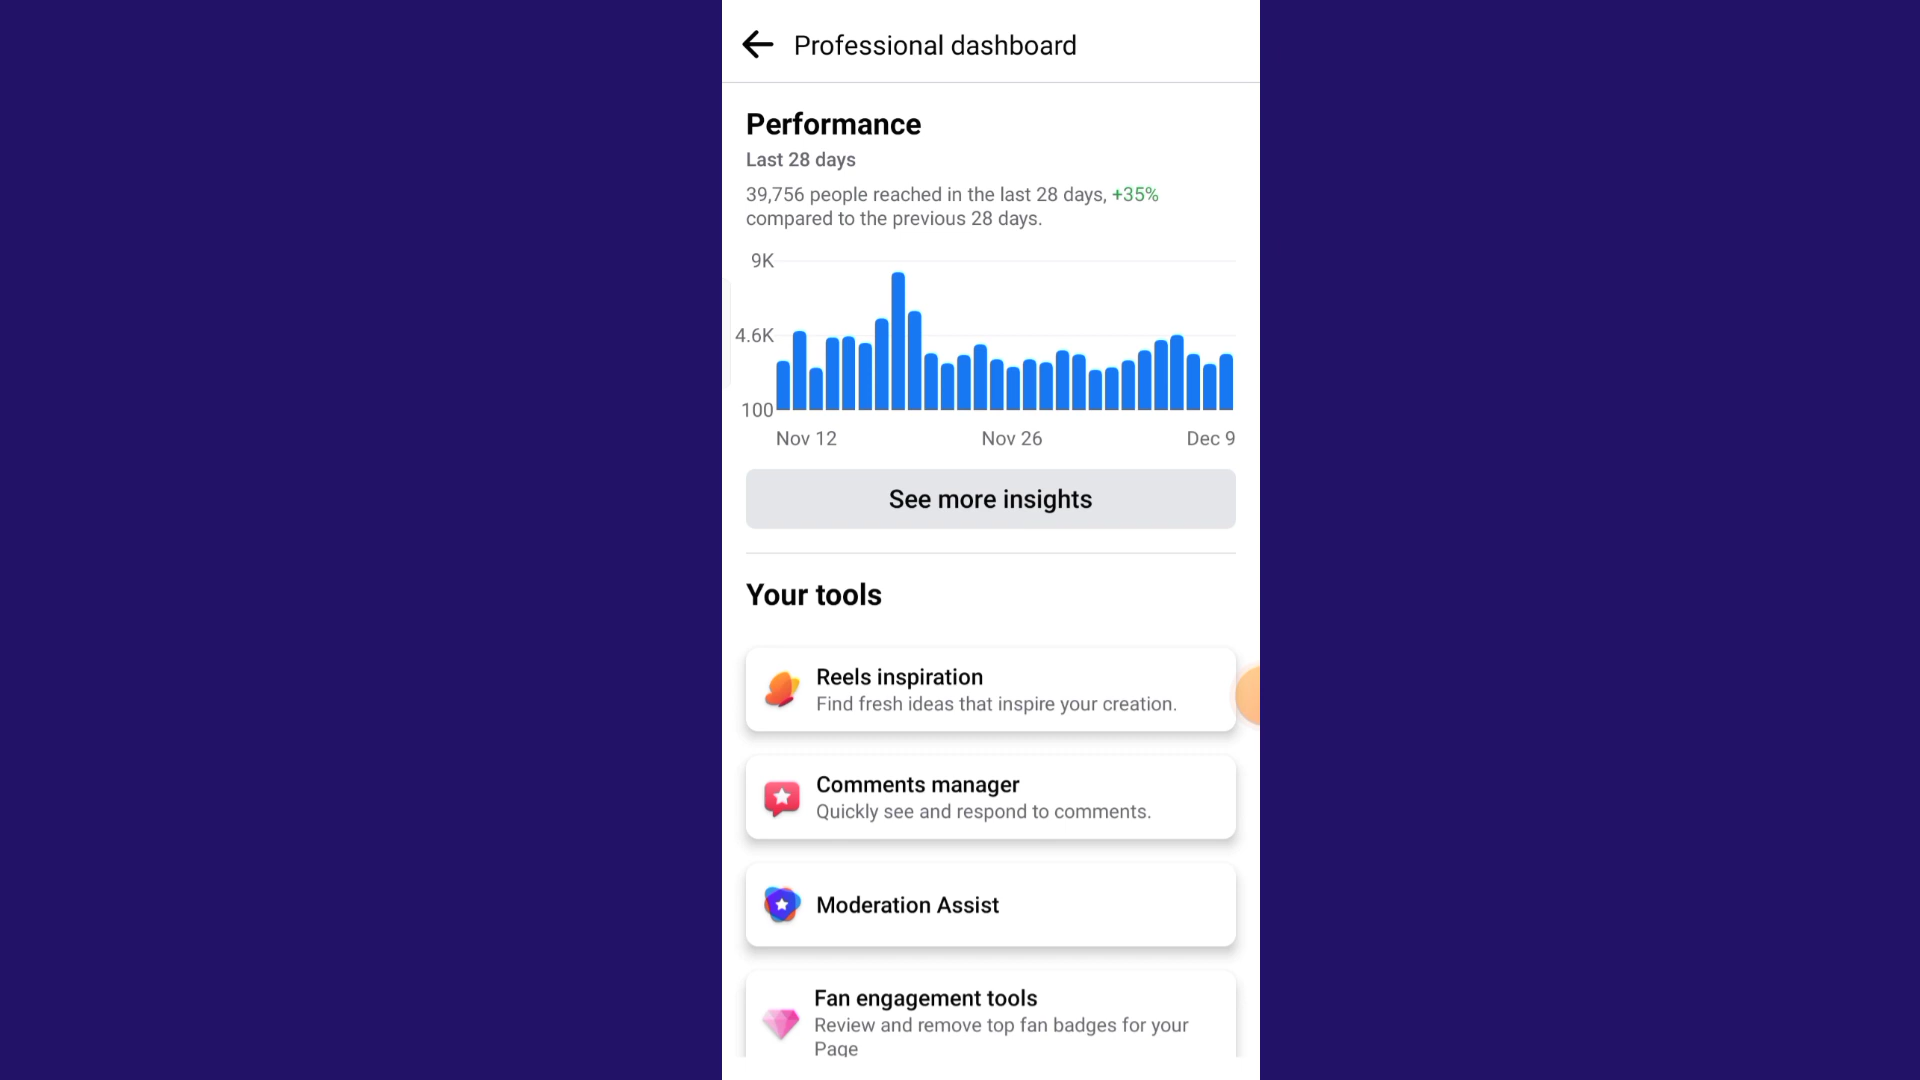 Professional dashboard
Performance
Last 28 days
39,756 people reached in the last 28 days, +35%
compared to the previous 28 days.
9K
4.6K
100
Nov 12 Nov 26 Dec 9
See more insights
Your tools
Reels inspiration
Find fresh ideas that inspire your creation.
Comments manager
Quickly see and respond to comments.
Moderation Assist
Fan engagement tools
Review and remove top fan badges for your
Page